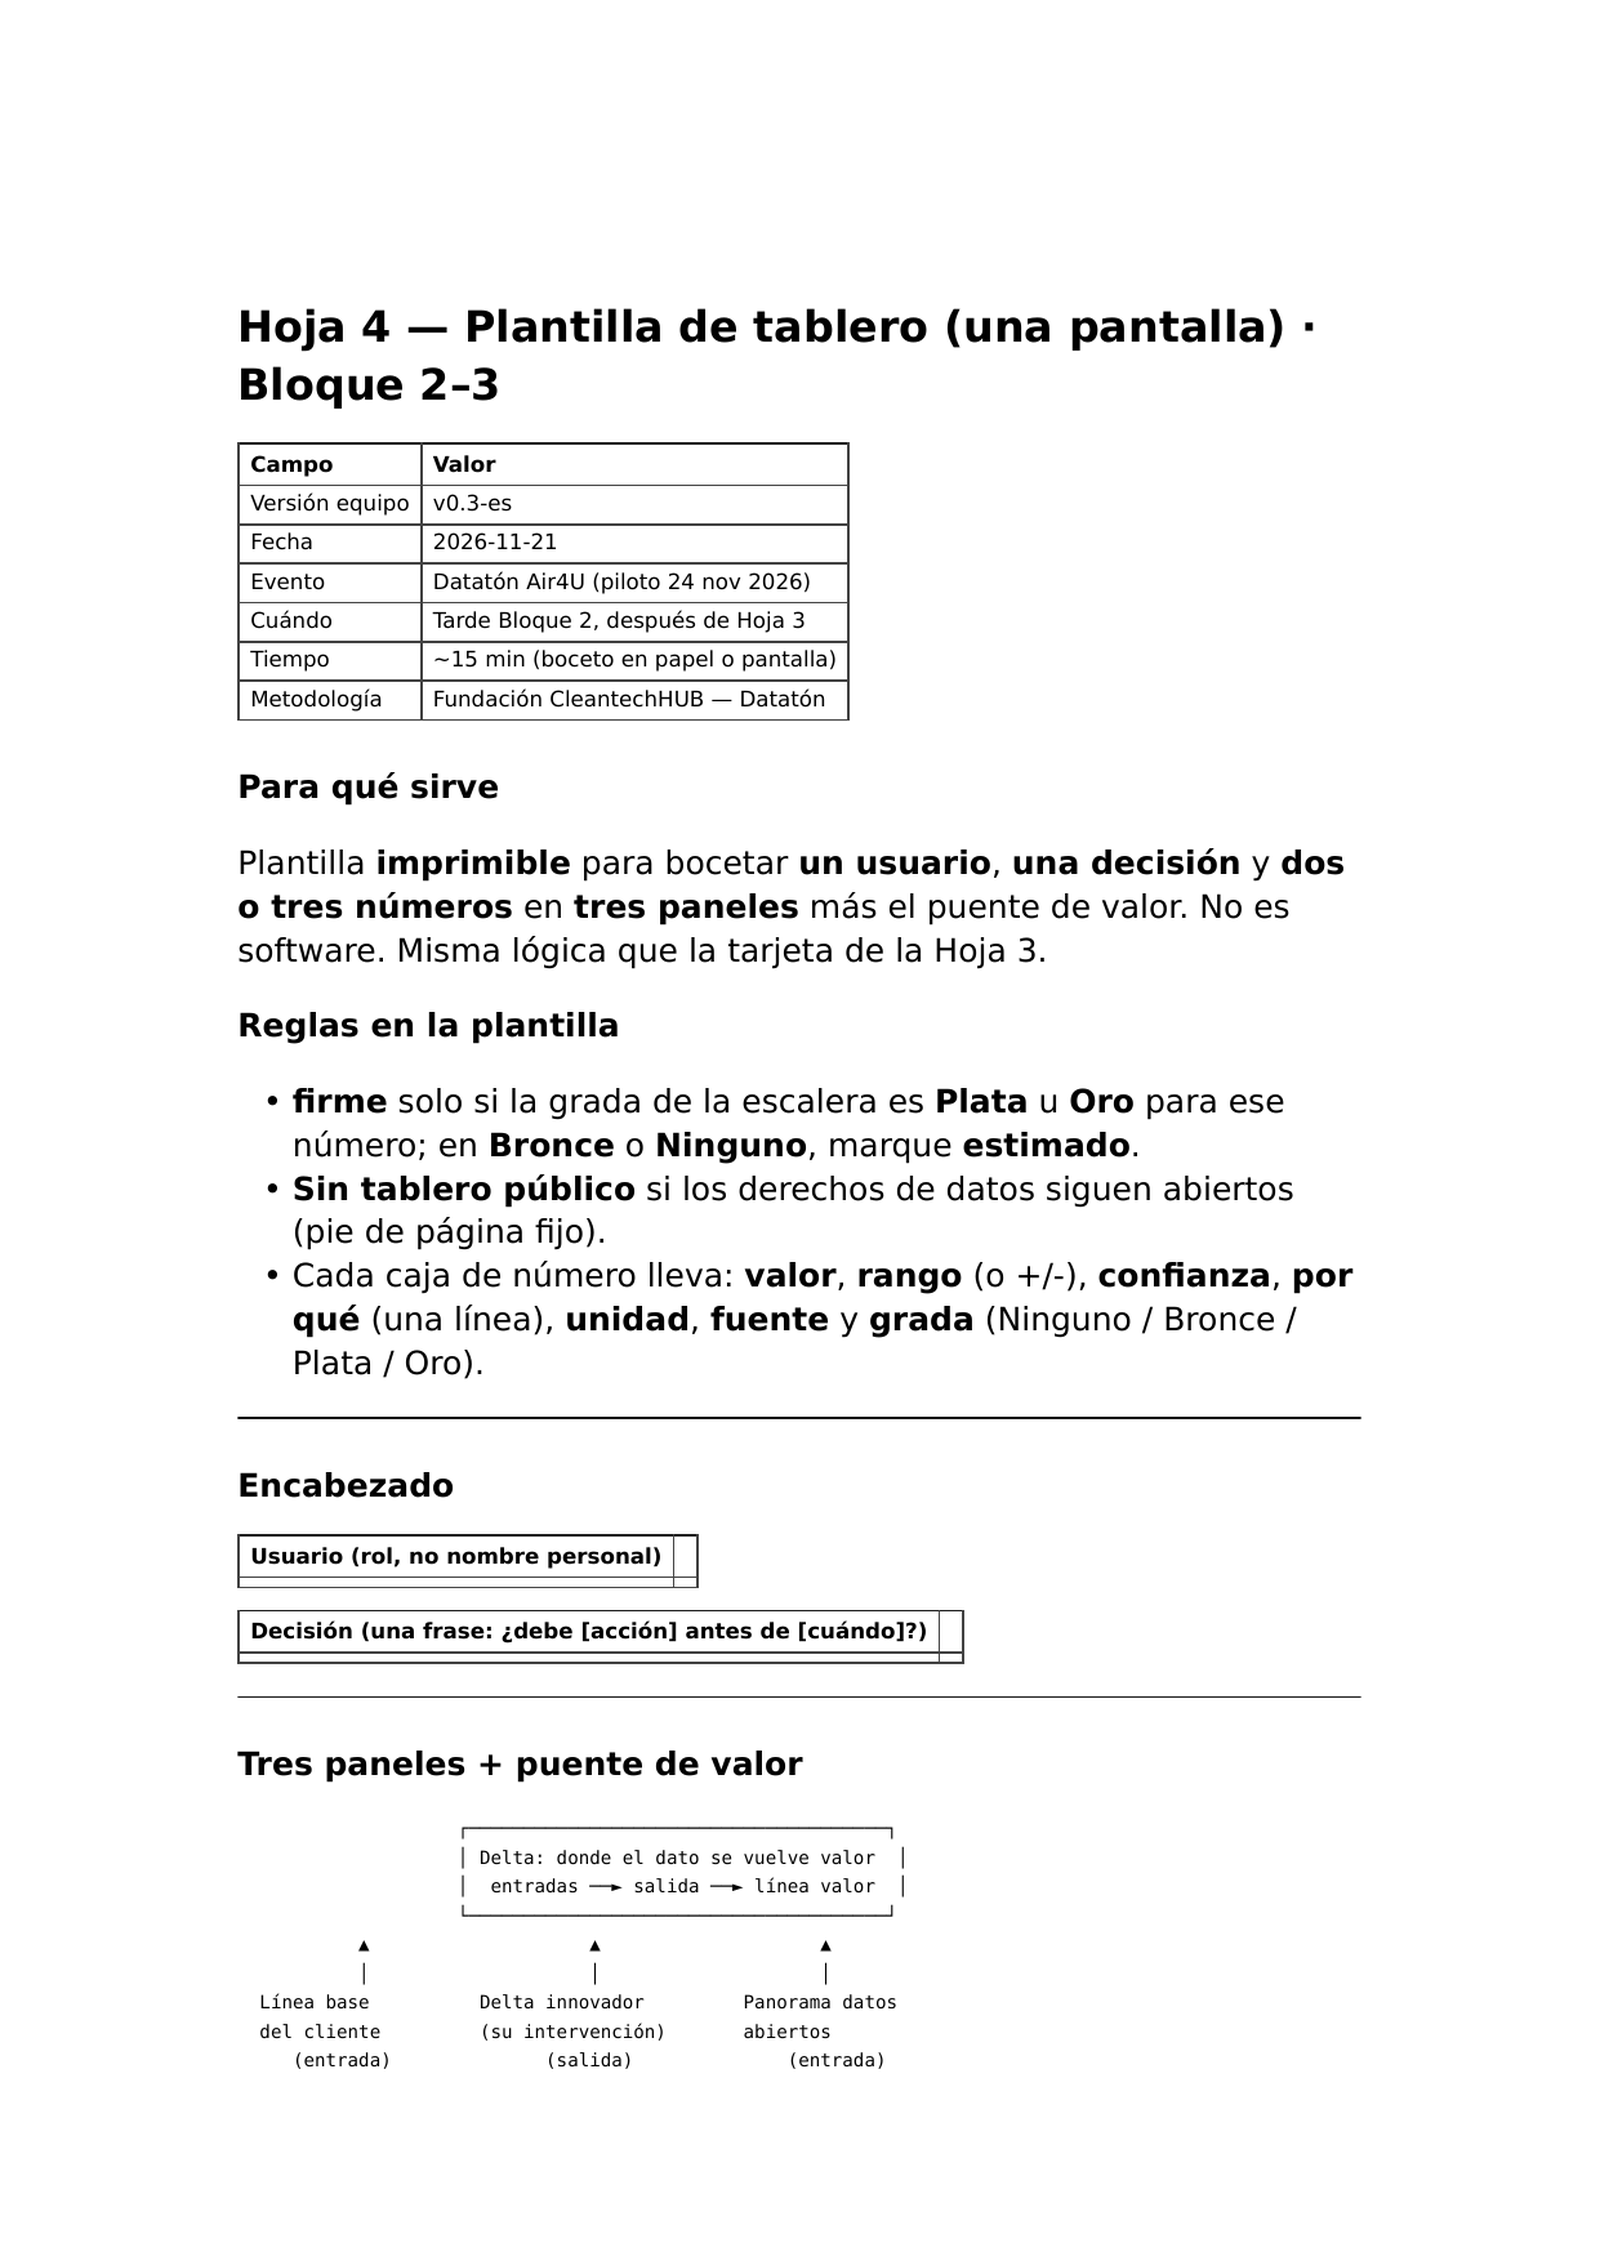 Hoja 4 — Plantilla de tablero (una pantalla) ·
Bloque 2–3
Campo Valor
Versión equipo v0.3-es
Fecha 2026-11-21
Evento Datatón Air4U (piloto 24 nov 2026)
Cuándo Tarde Bloque 2, después de Hoja 3
Tiempo ~15 min (boceto en papel o pantalla)
Metodología Fundación CleantechHUB — Datatón
Para qué sirve
Plantilla imprimible para bocetar un usuario, una decisión y dos
o tres números en tres paneles más el puente de valor. No es
software. Misma lógica que la tarjeta de la Hoja 3.
Reglas en la plantilla
• firme solo si la grada de la escalera es Plata u Oro para ese
número; en Bronce o Ninguno, marque estimado.
• Sin tablero público si los derechos de datos siguen abiertos
(pie de página fijo).
• Cada caja de número lleva: valor, rango (o +/-), confianza, por
qué (una línea), unidad, fuente y grada (Ninguno / Bronce /
Plata / Oro).
Encabezado
Usuario (rol, no nombre personal)
Decisión (una frase: ¿debe [acción] antes de [cuándo]?)
Tres paneles + puente de valor
Delta: donde el dato se vuelve valor
entradas ──► salida ──► línea valor
▲ ▲ ▲
│ │ │
Línea base Delta innovador Panorama datos
del cliente (su intervención) abiertos
(entrada) (salida) (entrada)